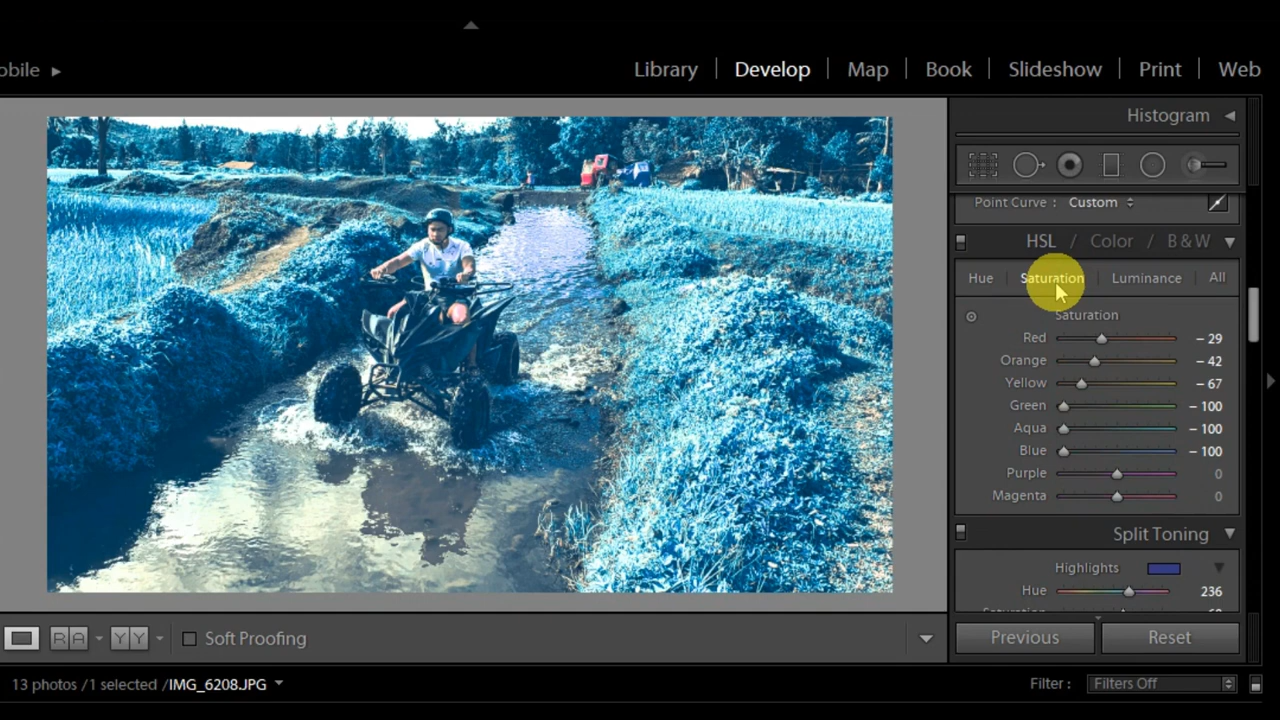 obile
Library Develop Map Book Slideshow Print Web
Histogram
Point Curve : Custom
HSL / Color / B & W
Hue Saturation Luminance All
Saturation
Red − 29
Orange − 42
Yellow − 67
Green − 100
Aqua − 100
Blue − 100
Purple 0
Magenta 0
Split Toning
Highlights
Hue 236
Saturation 60
Previous Reset
R A Y Y Soft Proofing
13 photos / 1 selected / IMG_6208.JPG
Filter : Filters Off